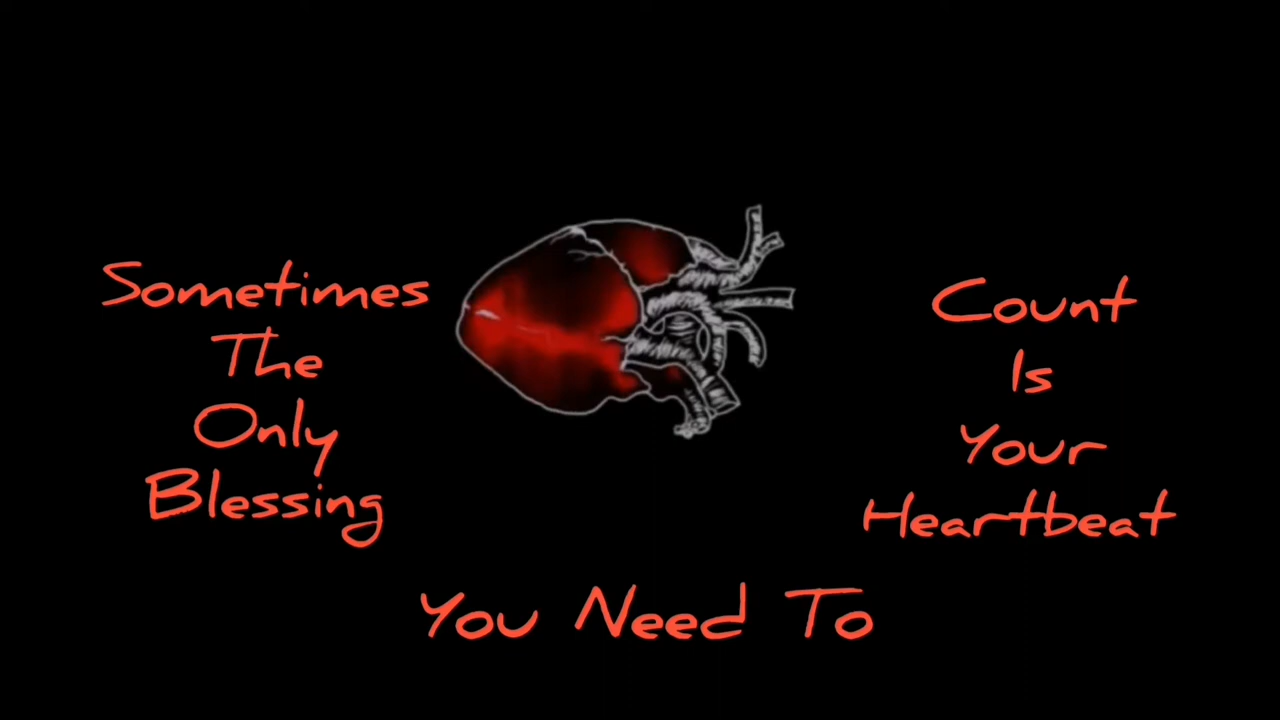 Sometimes
The
Only
Blessing
You Need To
Count
Is
Your
Heartbeat